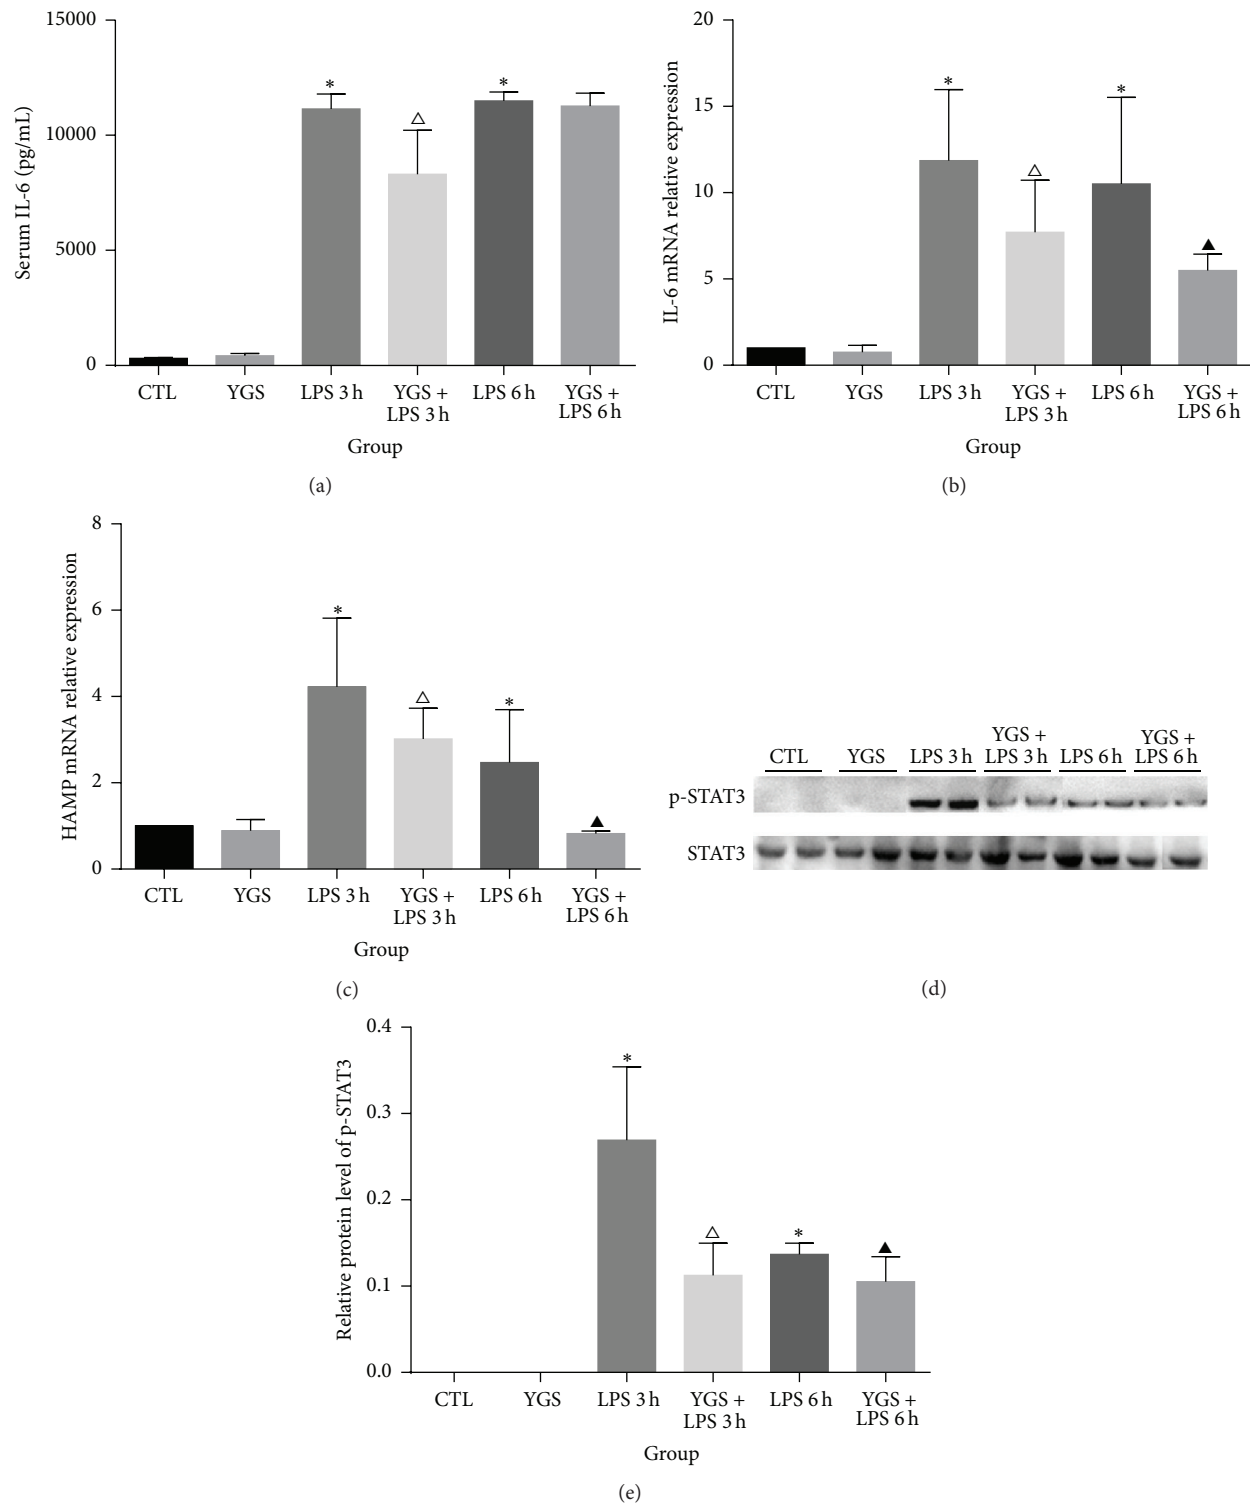 15000
10000
5000
0
Serum IL-6 (pg/mL)
*
△
*
CTL YGS LPS 3 h YGS + LPS 3 h LPS 6 h YGS + LPS 6 h
Group
(a)
20
15
10
5
0
IL-6 mRNA relative expression
*
△
*
▲
CTL YGS LPS 3 h YGS + LPS 3 h LPS 6 h YGS + LPS 6 h
Group
(b)
8
6
4
2
0
HAMP mRNA relative expression
*
△
*
▲
CTL YGS LPS 3 h YGS + LPS 3 h LPS 6 h YGS + LPS 6 h
Group
(c)
CTL YGS LPS 3 h YGS + LPS 3 h LPS 6 h YGS + LPS 6 h
p-STAT3
STAT3
(d)
0.4
0.3
0.2
0.1
0.0
Relative protein level of p-STAT3
*
△
*
▲
CTL YGS LPS 3 h YGS + LPS 3 h LPS 6 h YGS + LPS 6 h
Group
(e)